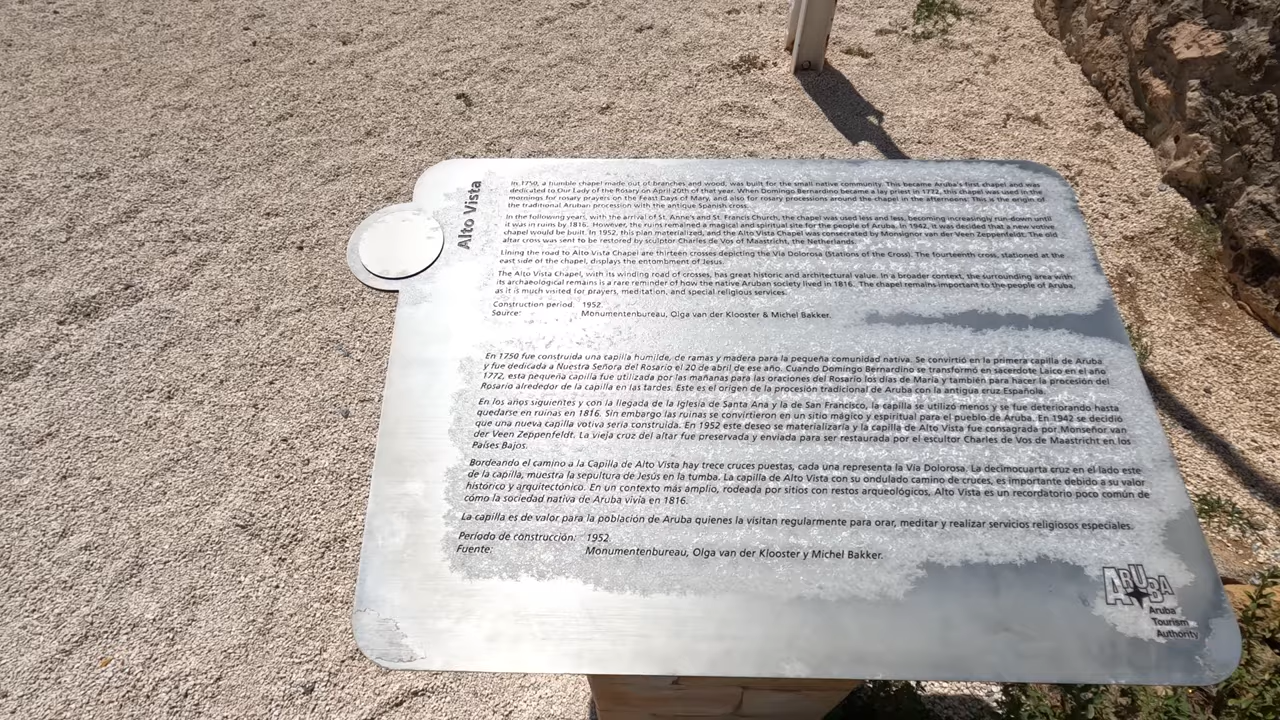 Alto Vista
In 1750, a humble chapel made out of branches and wood, was built for the small native community. This became Aruba's first chapel and was
dedicated to Our Lady of the Rosary on April 20th of that year. When Domingo Bernardino became a lay priest in 1772, this chapel was used in the
mornings for rosary prayers on the Feast Days of Mary, and also for rosary processions around the chapel in the afternoons. This is the origin of
the traditional Aruban procession with the antique Spanish cross.
In the following years, with the arrival of St. Anne's and St. Francis Church, the chapel was used less and less, becoming increasingly run-down until
it was in ruins by 1816. However, the ruins remained a magical and spiritual site for the people of Aruba. In 1942, it was decided that a new votive
chapel would be built. In 1952, this plan materialized, and the Alto Vista Chapel was consecrated by Monsignor van der Veen Zeppenfeldt. The old
altar cross was sent to be restored by sculptor Charles de Vos of Maastricht, the Netherlands.
Lining the road to Alto Vista Chapel are thirteen crosses depicting the Via Dolorosa (Stations of the Cross). The fourteenth cross, stationed at the
east side of the chapel, displays the entombment of Jesus.
The Alto Vista Chapel, with its winding road of crosses, has great historic and architectural value. In a broader context, the surrounding area with
its archaeological remains is a rare reminder of how the native Aruban society lived in 1816. The chapel remains important to the people of Aruba,
as it is much visited for prayers, meditation, and special religious services.
Construction period: 1952
Source: Monumentenbureau, Olga van der Klooster & Michel Bakker.
En 1750 fue construida una capilla humilde, de ramas y madera para la pequeña comunidad nativa. Se convirtió en la primera capilla de Aruba
y fue dedicada a Nuestra Señora del Rosario el 20 de abril de ese año. Cuando Domingo Bernardino se transformó en sacerdote Laico en el año
1772, esta pequeña capilla fue utilizada por las mañanas para las oraciones del Rosario los días de María y también para hacer la procesión del
Rosario alrededor de la capilla en las tardes. Este es el origen de la procesión tradicional de Aruba con la antigua cruz Española.
En los años siguientes y con la llegada de la Iglesia de Santa Ana y la de San Francisco, la capilla se utilizó menos y se fue deteriorando hasta
quedarse en ruinas en 1816. Sin embargo las ruinas se convirtieron en un sitio mágico y espiritual para el pueblo de Aruba. En 1942 se decidió
que una nueva capilla votiva sería construida. En 1952 este deseo se materializaría y la capilla de Alto Vista fue consagrada por Monseñor van
der Veen Zeppenfeldt. La vieja cruz del altar fue preservada y enviada para ser restaurada por el escultor Charles de Vos de Maastricht en los
Países Bajos.
Bordeando el camino a la Capilla de Alto Vista hay trece cruces puestas, cada una representa la Vía Dolorosa. La decimocuarta cruz en el lado este
de la capilla, muestra la sepultura de Jesús en la tumba. La capilla de Alto Vista con su ondulado camino de cruces, es importante debido a su valor
histórico y arquitectónico. En un contexto más amplio, rodeada por sitios con restos arqueológicos, Alto Vista es un recordatorio poco común de
cómo la sociedad nativa de Aruba vivía en 1816.
La capilla es de valor para la población de Aruba quienes la visitan regularmente para orar, meditar y realizar servicios religiosos especiales.
Período de construcción: 1952
Fuente: Monumentenbureau, Olga van der Klooster y Michel Bakker.
ARUBA
Aruba
Tourism
Authority